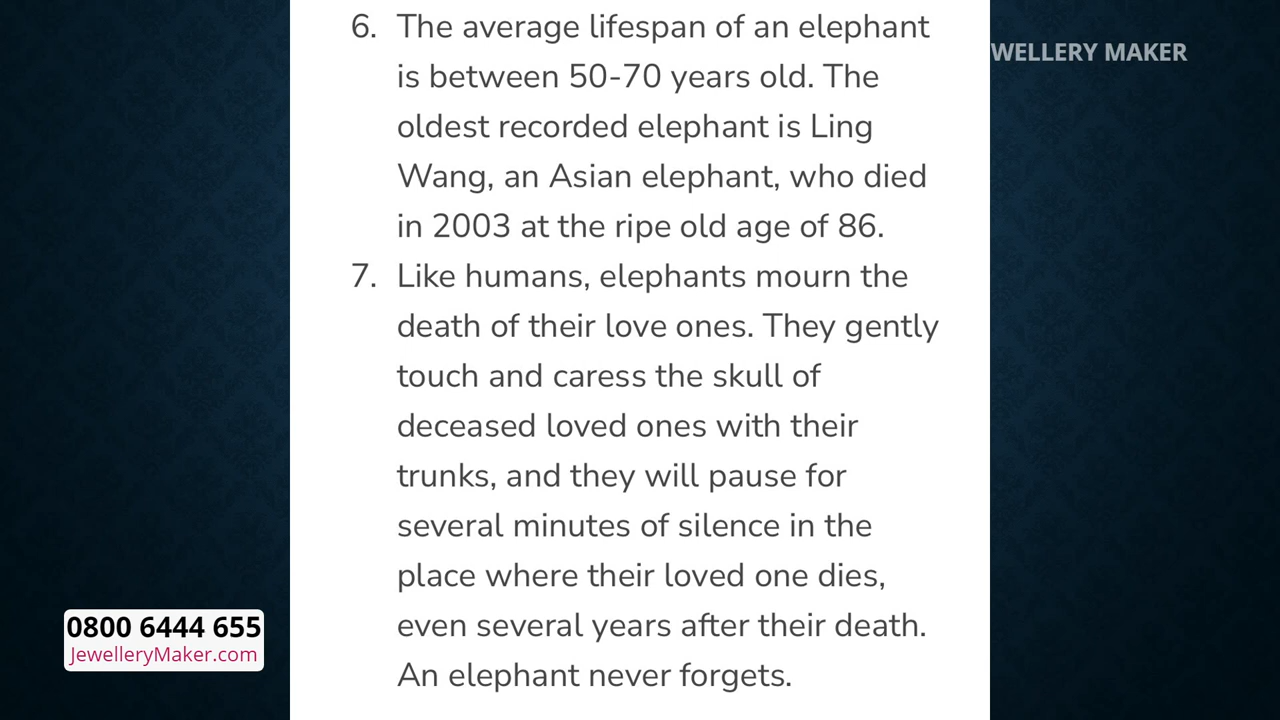 6. The average lifespan of an elephant
is between 50-70 years old. The
oldest recorded elephant is Ling
Wang, an Asian elephant, who died
in 2003 at the ripe old age of 86.
7. Like humans, elephants mourn the
death of their love ones. They gently
touch and caress the skull of
deceased loved ones with their
trunks, and they will pause for
several minutes of silence in the
place where their loved one dies,
even several years after their death.
An elephant never forgets.
WELLERY MAKER
0800 6444 655
JewelleryMaker.com